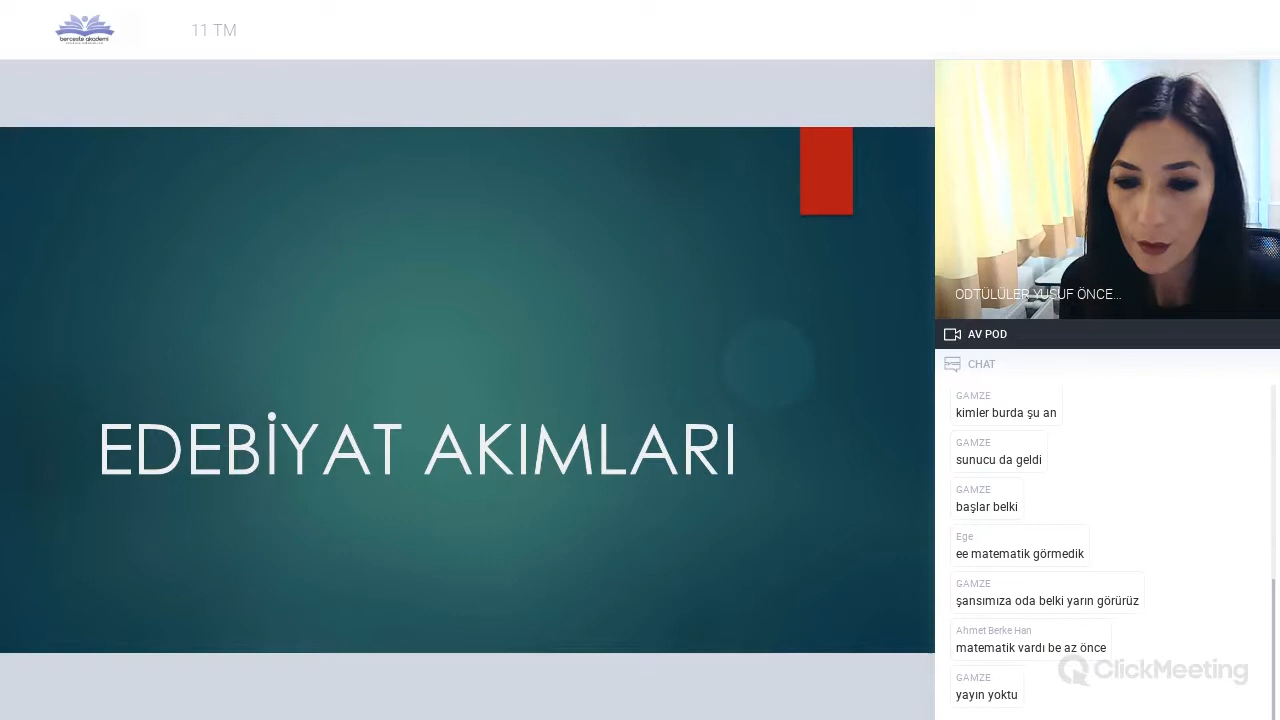 berceste akademi
11 TM
EDEBİYAT AKIMLARI
ODTÜLÜLER YUSUF ÖNCE...
AV POD
CHAT
GAMZE
kimler burda şu an
GAMZE
sunucu da geldi
GAMZE
başlar belki
Ege
ee matematik görmedik
GAMZE
şansımıza oda belki yarın görürüz
Ahmet Berke Han
matematik vardı be az önce
GAMZE
yayın yoktu
ClickMeeting